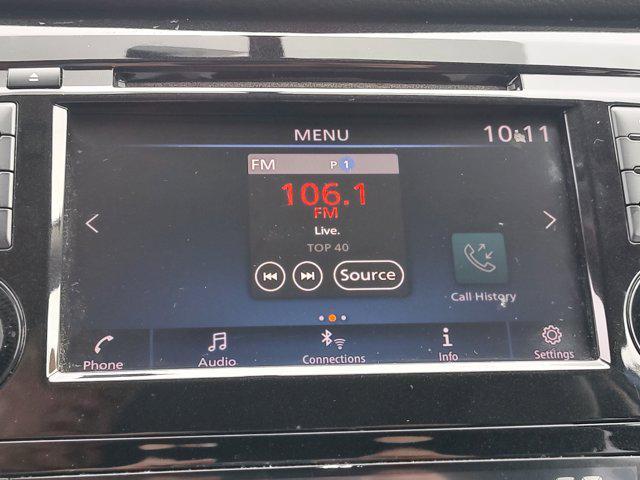 MENU
10:11
FM P 1
106.1
FM
Live.
TOP 40
Source
Call History
Phone
Audio
Connections
Info
Settings